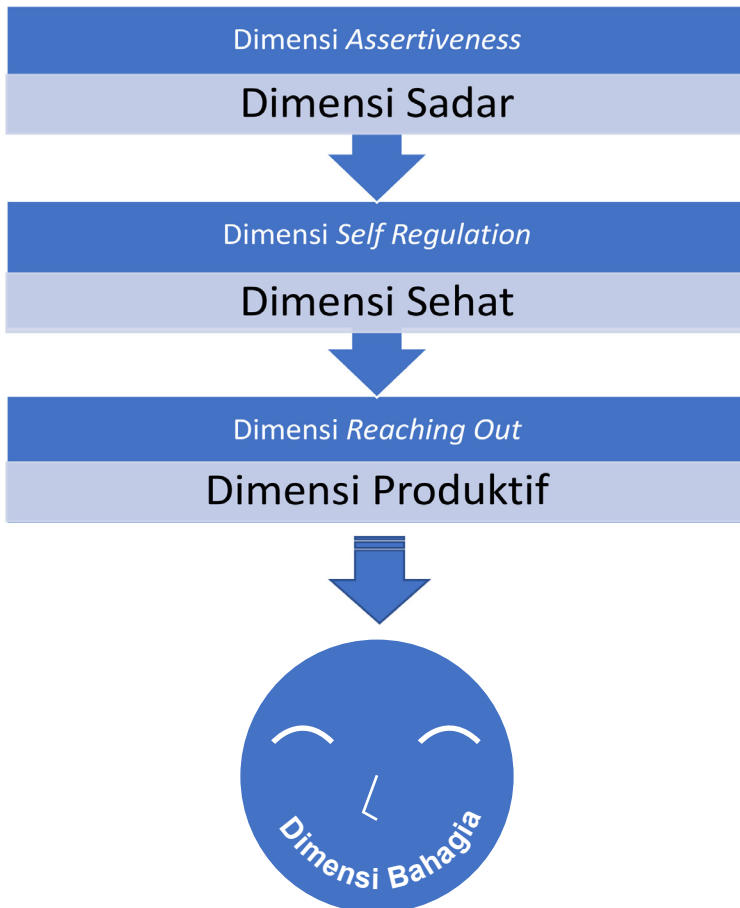 Dimensi Assertiveness
Dimensi Sadar
Dimensi Self Regulation
Dimensi Sehat
Dimensi Reaching Out
Dimensi Produktif
Dimensi Bahagia